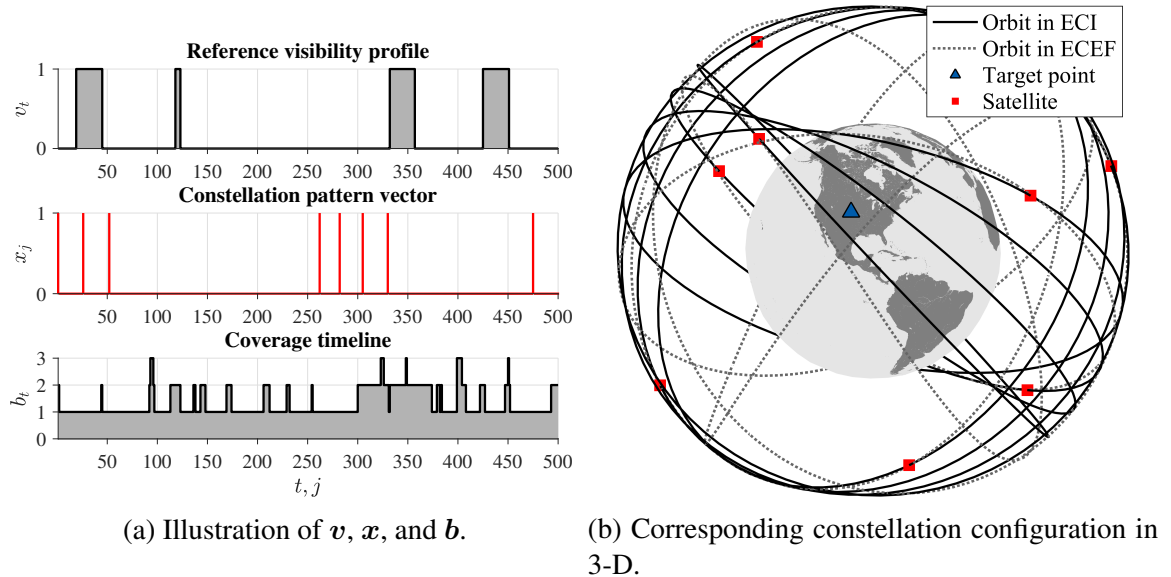 Reference visibility profile
1
v_t
0
50 100 150 200 250 300 350 400 450 500
Constellation pattern vector
1
x_j
0
50 100 150 200 250 300 350 400 450 500
Coverage timeline
3
2
b_t
1
0
50 100 150 200 250 300 350 400 450 500
t, j
(a) Illustration of v, x, and b.
Orbit in ECI
Orbit in ECEF
Target point
Satellite
(b) Corresponding constellation configuration in
3-D.